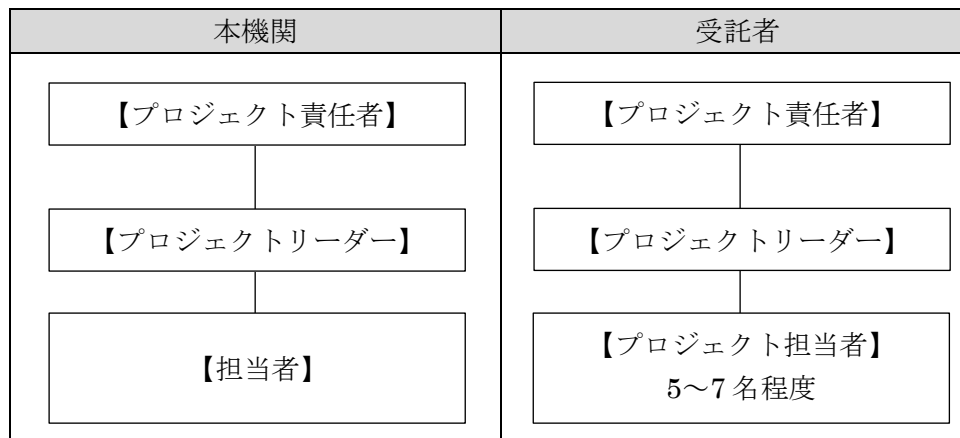 本機関
受託者
【プロジェクト責任者】
【プロジェクト責任者】
【プロジェクトリーダー】
【プロジェクトリーダー】
【担当者】
【プロジェクト担当者】
5～7 名程度